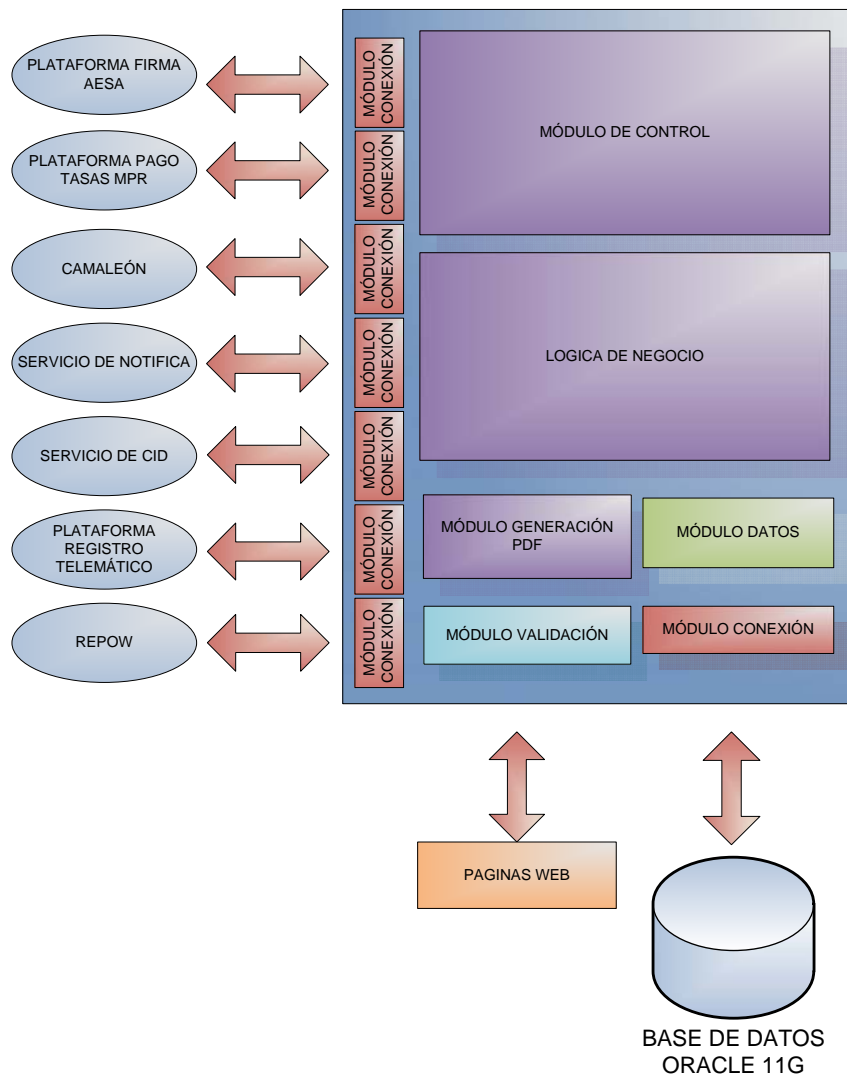 PLATAFORMA FIRMA
AESA
PLATAFORMA PAGO
TASAS MPR
CAMALEÓN
SERVICIO DE NOTIFICA
SERVICIO DE CID
PLATAFORMA
REGISTRO
TELEMÁTICO
REPOW
MÓDULO
CONEXIÓN
MÓDULO
CONEXIÓN
MÓDULO
CONEXIÓN
MÓDULO
CONEXIÓN
MÓDULO
CONEXIÓN
MÓDULO
CONEXIÓN
MÓDULO
CONEXIÓN
MÓDULO DE CONTROL
LOGICA DE NEGOCIO
MÓDULO GENERACIÓN
PDF
MÓDULO DATOS
MÓDULO VALIDACIÓN
MÓDULO CONEXIÓN
PAGINAS WEB
BASE DE DATOS
ORACLE 11G